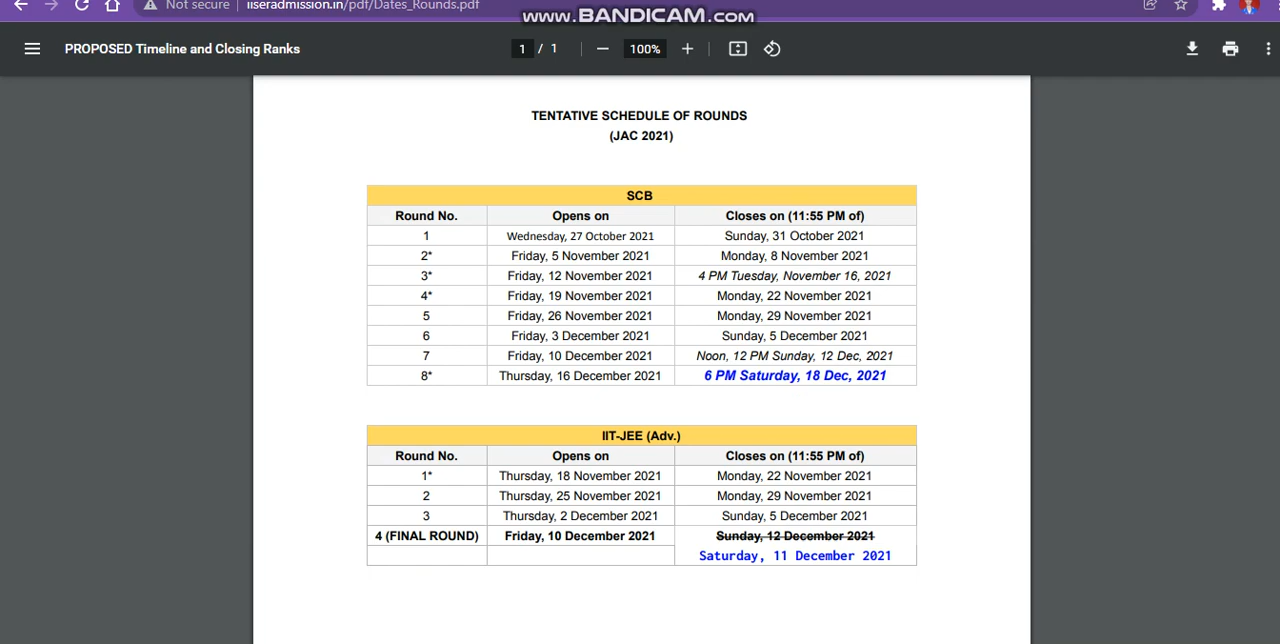 Not secure | iiseradmission.in/pdf/Dates_Rounds.pdf
www.BANDICAM.com
PROPOSED Timeline and Closing Ranks 1 / 1 100%
TENTATIVE SCHEDULE OF ROUNDS
(JAC 2021)
SCB
Round No. Opens on Closes on (11:55 PM of)
1 Wednesday, 27 October 2021 Sunday, 31 October 2021
2* Friday, 5 November 2021 Monday, 8 November 2021
3* Friday, 12 November 2021 4 PM Tuesday, November 16, 2021
4* Friday, 19 November 2021 Monday, 22 November 2021
5 Friday, 26 November 2021 Monday, 29 November 2021
6 Friday, 3 December 2021 Sunday, 5 December 2021
7 Friday, 10 December 2021 Noon, 12 PM Sunday, 12 Dec, 2021
8* Thursday, 16 December 2021 6 PM Saturday, 18 Dec, 2021
IIT-JEE (Adv.)
Round No. Opens on Closes on (11:55 PM of)
1* Thursday, 18 November 2021 Monday, 22 November 2021
2 Thursday, 25 November 2021 Monday, 29 November 2021
3 Thursday, 2 December 2021 Sunday, 5 December 2021
4 (FINAL ROUND) Friday, 10 December 2021 Sunday, 12 December 2021
Saturday, 11 December 2021